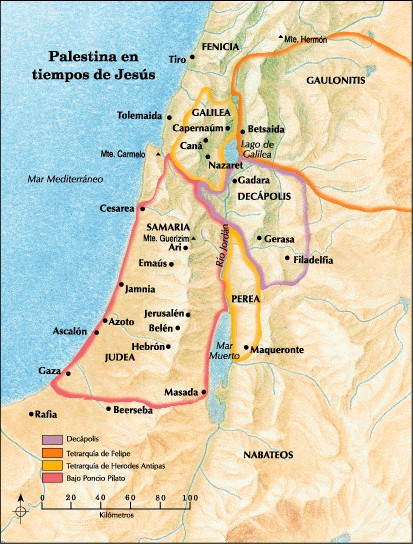 Palestina en
tiempos de Jesús
FENICIA
Mte. Hermón
Tiro
GAULONITIS
GALILEA
Tolemaida
Capernaúm
Betsaida
Caná
Lago de
Galilea
Mte. Carmelo
Nazaret
Mar Mediterráneo
Gadara
DECÁPOLIS
Cesarea
SAMARIA
Mte. Guerizim
Ari
Río Jordán
Gerasa
Emaús
Filadelfia
Jamnia
PEREA
Jerusalén
Azoto
Belén
Ascalón
Hebrón
Mar
Muerto
Maqueronte
JUDEA
Gaza
Masada
Rafia
Beerseba
Decápolis
Tetrarquía de Felipe
Tetrarquía de Herodes Antipas
Bajo Poncio Pilato
NABATEOS
0 20 40 60 80 100
Kilómetros